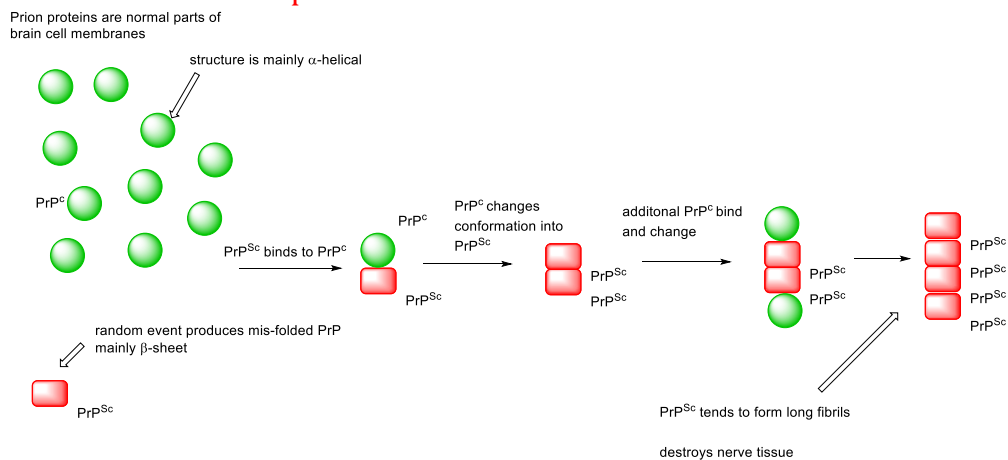 Prion proteins are normal parts of
brain cell membranes
structure is mainly α-helical
PrPᶜ
PrPˢᶜ binds to PrPᶜ
random event produces mis-folded PrP
mainly β-sheet
PrPˢᶜ
PrPᶜ
PrPˢᶜ
PrPᶜ changes
conformation into
PrPˢᶜ
PrPˢᶜ
PrPˢᶜ
additonal PrPᶜ bind
and change
PrPˢᶜ
PrPˢᶜ
PrPˢᶜ
PrPˢᶜ
PrPˢᶜ
PrPˢᶜ
PrPˢᶜ tends to form long fibrils
destroys nerve tissue